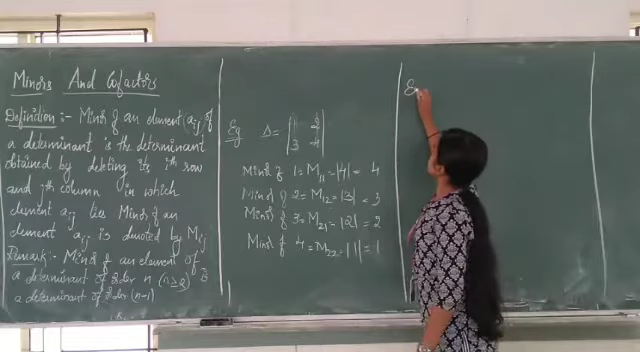 Minors And Cofactors
Definition :- Minor of an element (aij) of
a determinant is the determinant
obtained by deleting its ith row
and jth column in which
element aij lies Minor of an
element aij is denoted by Mij
Remark :- Minor of an element of
a determinant of order n (n≥2) is
a determinant of order (n-1)
Eg Δ = |1 2|
|3 4|
Minor of 1 = M11 = |4| = 4
Minor of 2 = M12 = |3| = 3
Minor of 3 = M21 = |2| = 2
Minor of 4 = M22 = |1| = 1